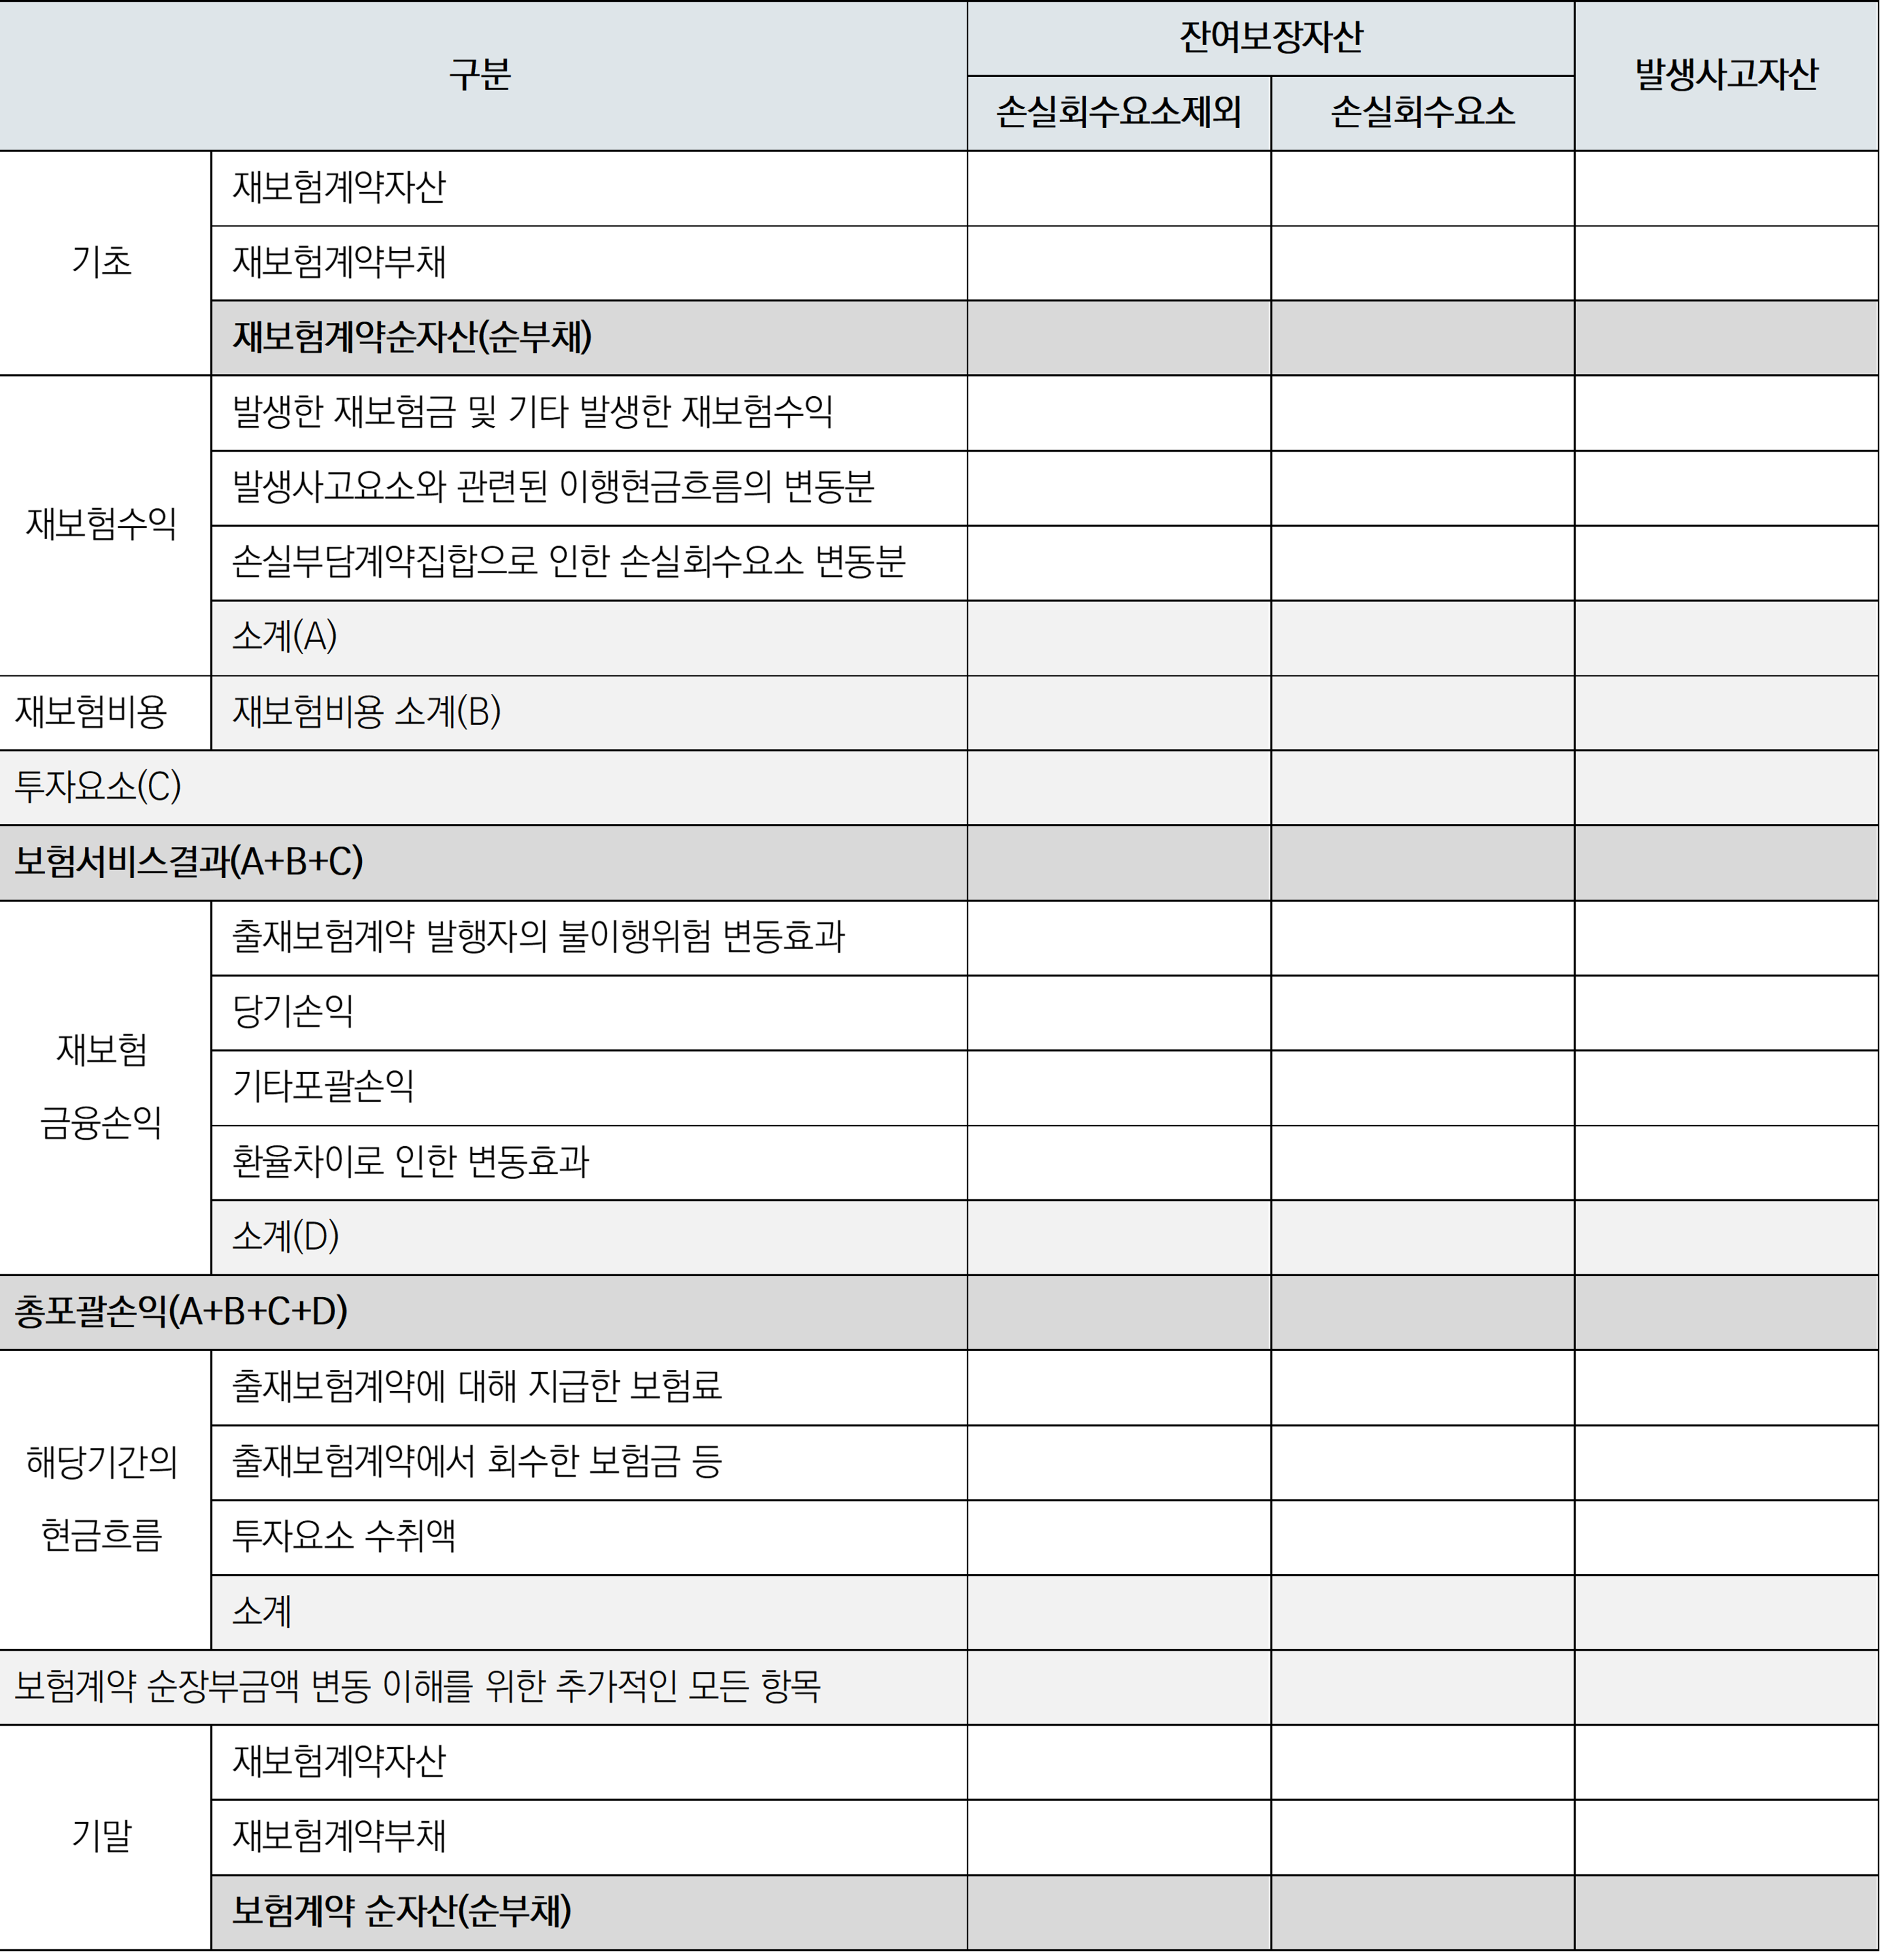 구분
잔여보장자산
발생사고자산
손실회수요소제외
손실회수요소
기초
재보험계약자산
재보험계약부채
재보험계약순자산(순부채)
재보험수익
발생한 재보험금 및 기타 발생한 재보험수익
발생사고요소와 관련된 이행현금흐름의 변동분
손실부담계약집합으로 인한 손실회수요소 변동분
소계(A)
재보험비용
재보험비용 소계(B)
투자요소(C)
보험서비스결과(A+B+C)
재보험
금융손익
출재보험계약 발행자의 불이행위험 변동효과
당기손익
기타포괄손익
환율차이로 인한 변동효과
소계(D)
총포괄손익(A+B+C+D)
해당기간의
현금흐름
출재보험계약에 대해 지급한 보험료
출재보험계약에서 회수한 보험금 등
투자요소 수취액
소계
보험계약 순장부금액 변동 이해를 위한 추가적인 모든 항목
기말
재보험계약자산
재보험계약부채
보험계약 순자산(순부채)